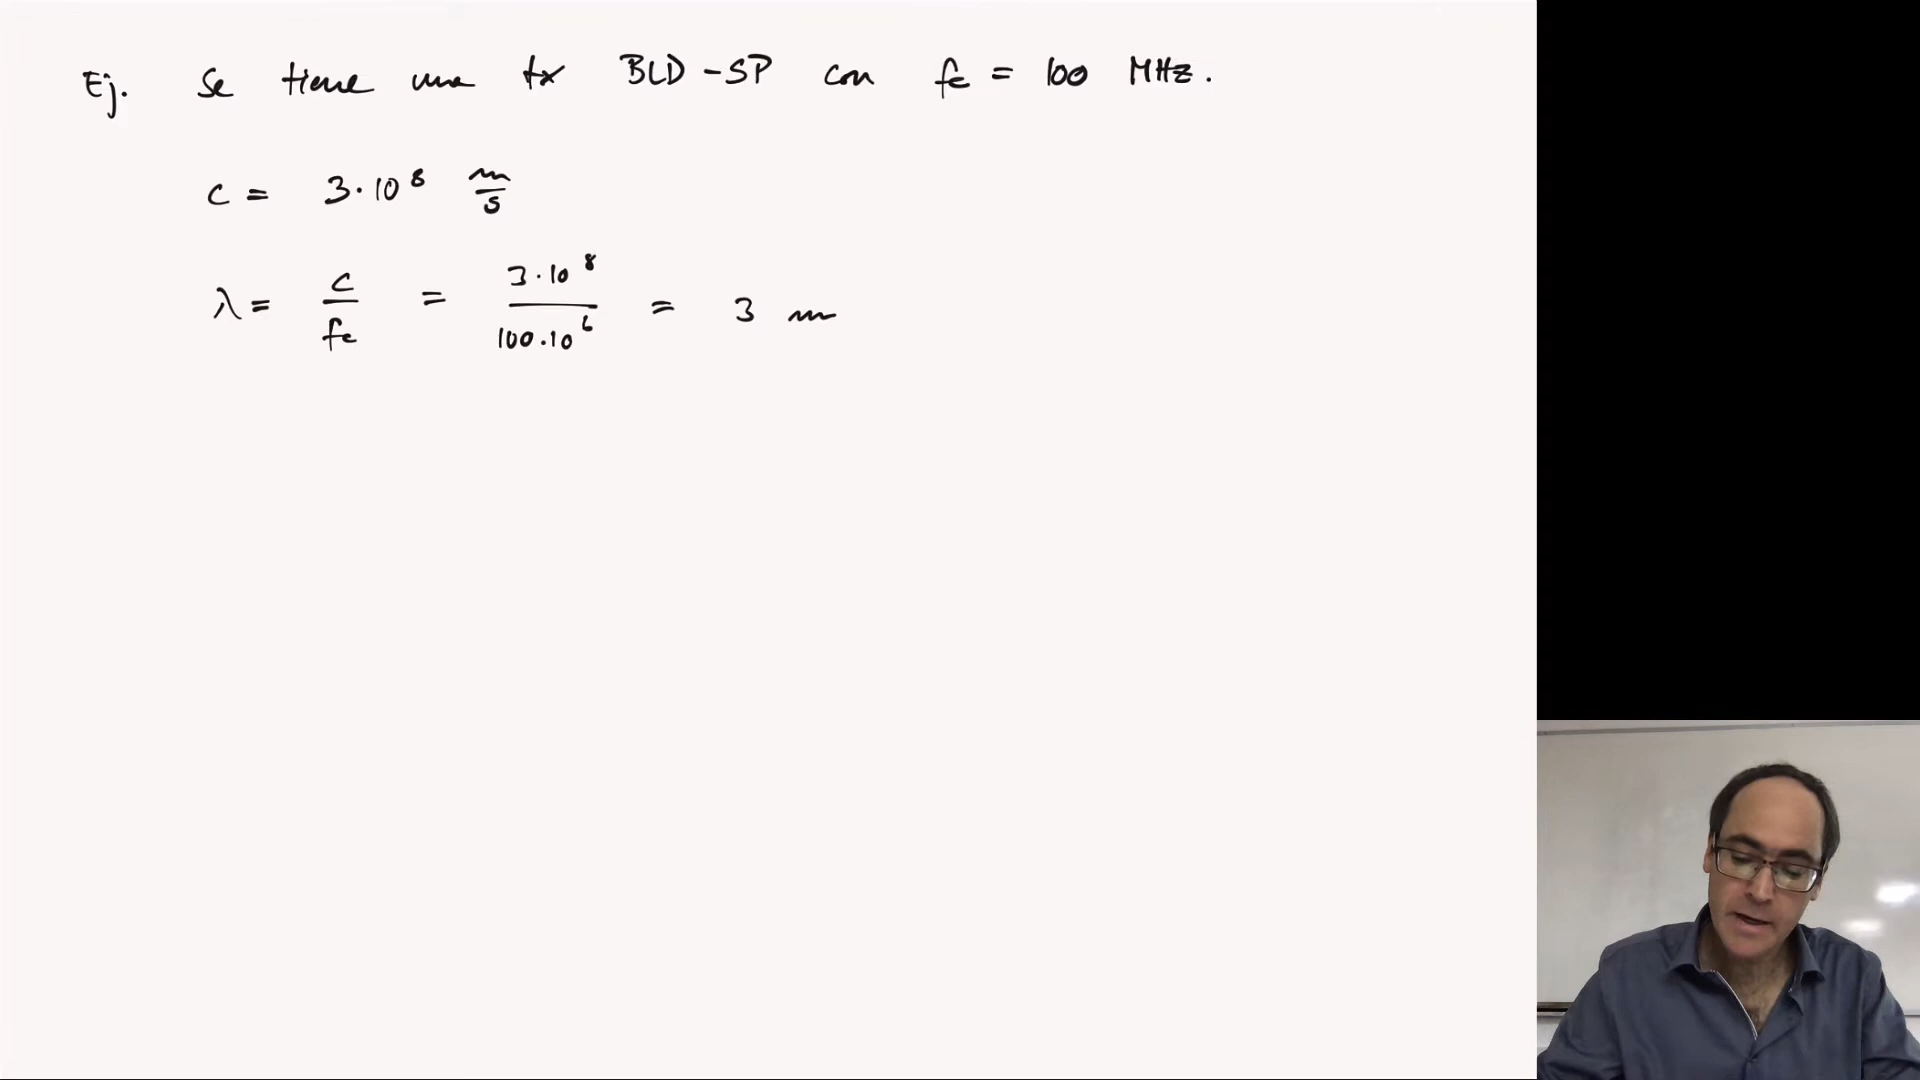 Ej. Se tiene una tx BLD-SP con fc = 100 MHz.
c = 3·10⁸ m/s
λ = c/fc = 3·10⁸/100·10⁶ = 3 m